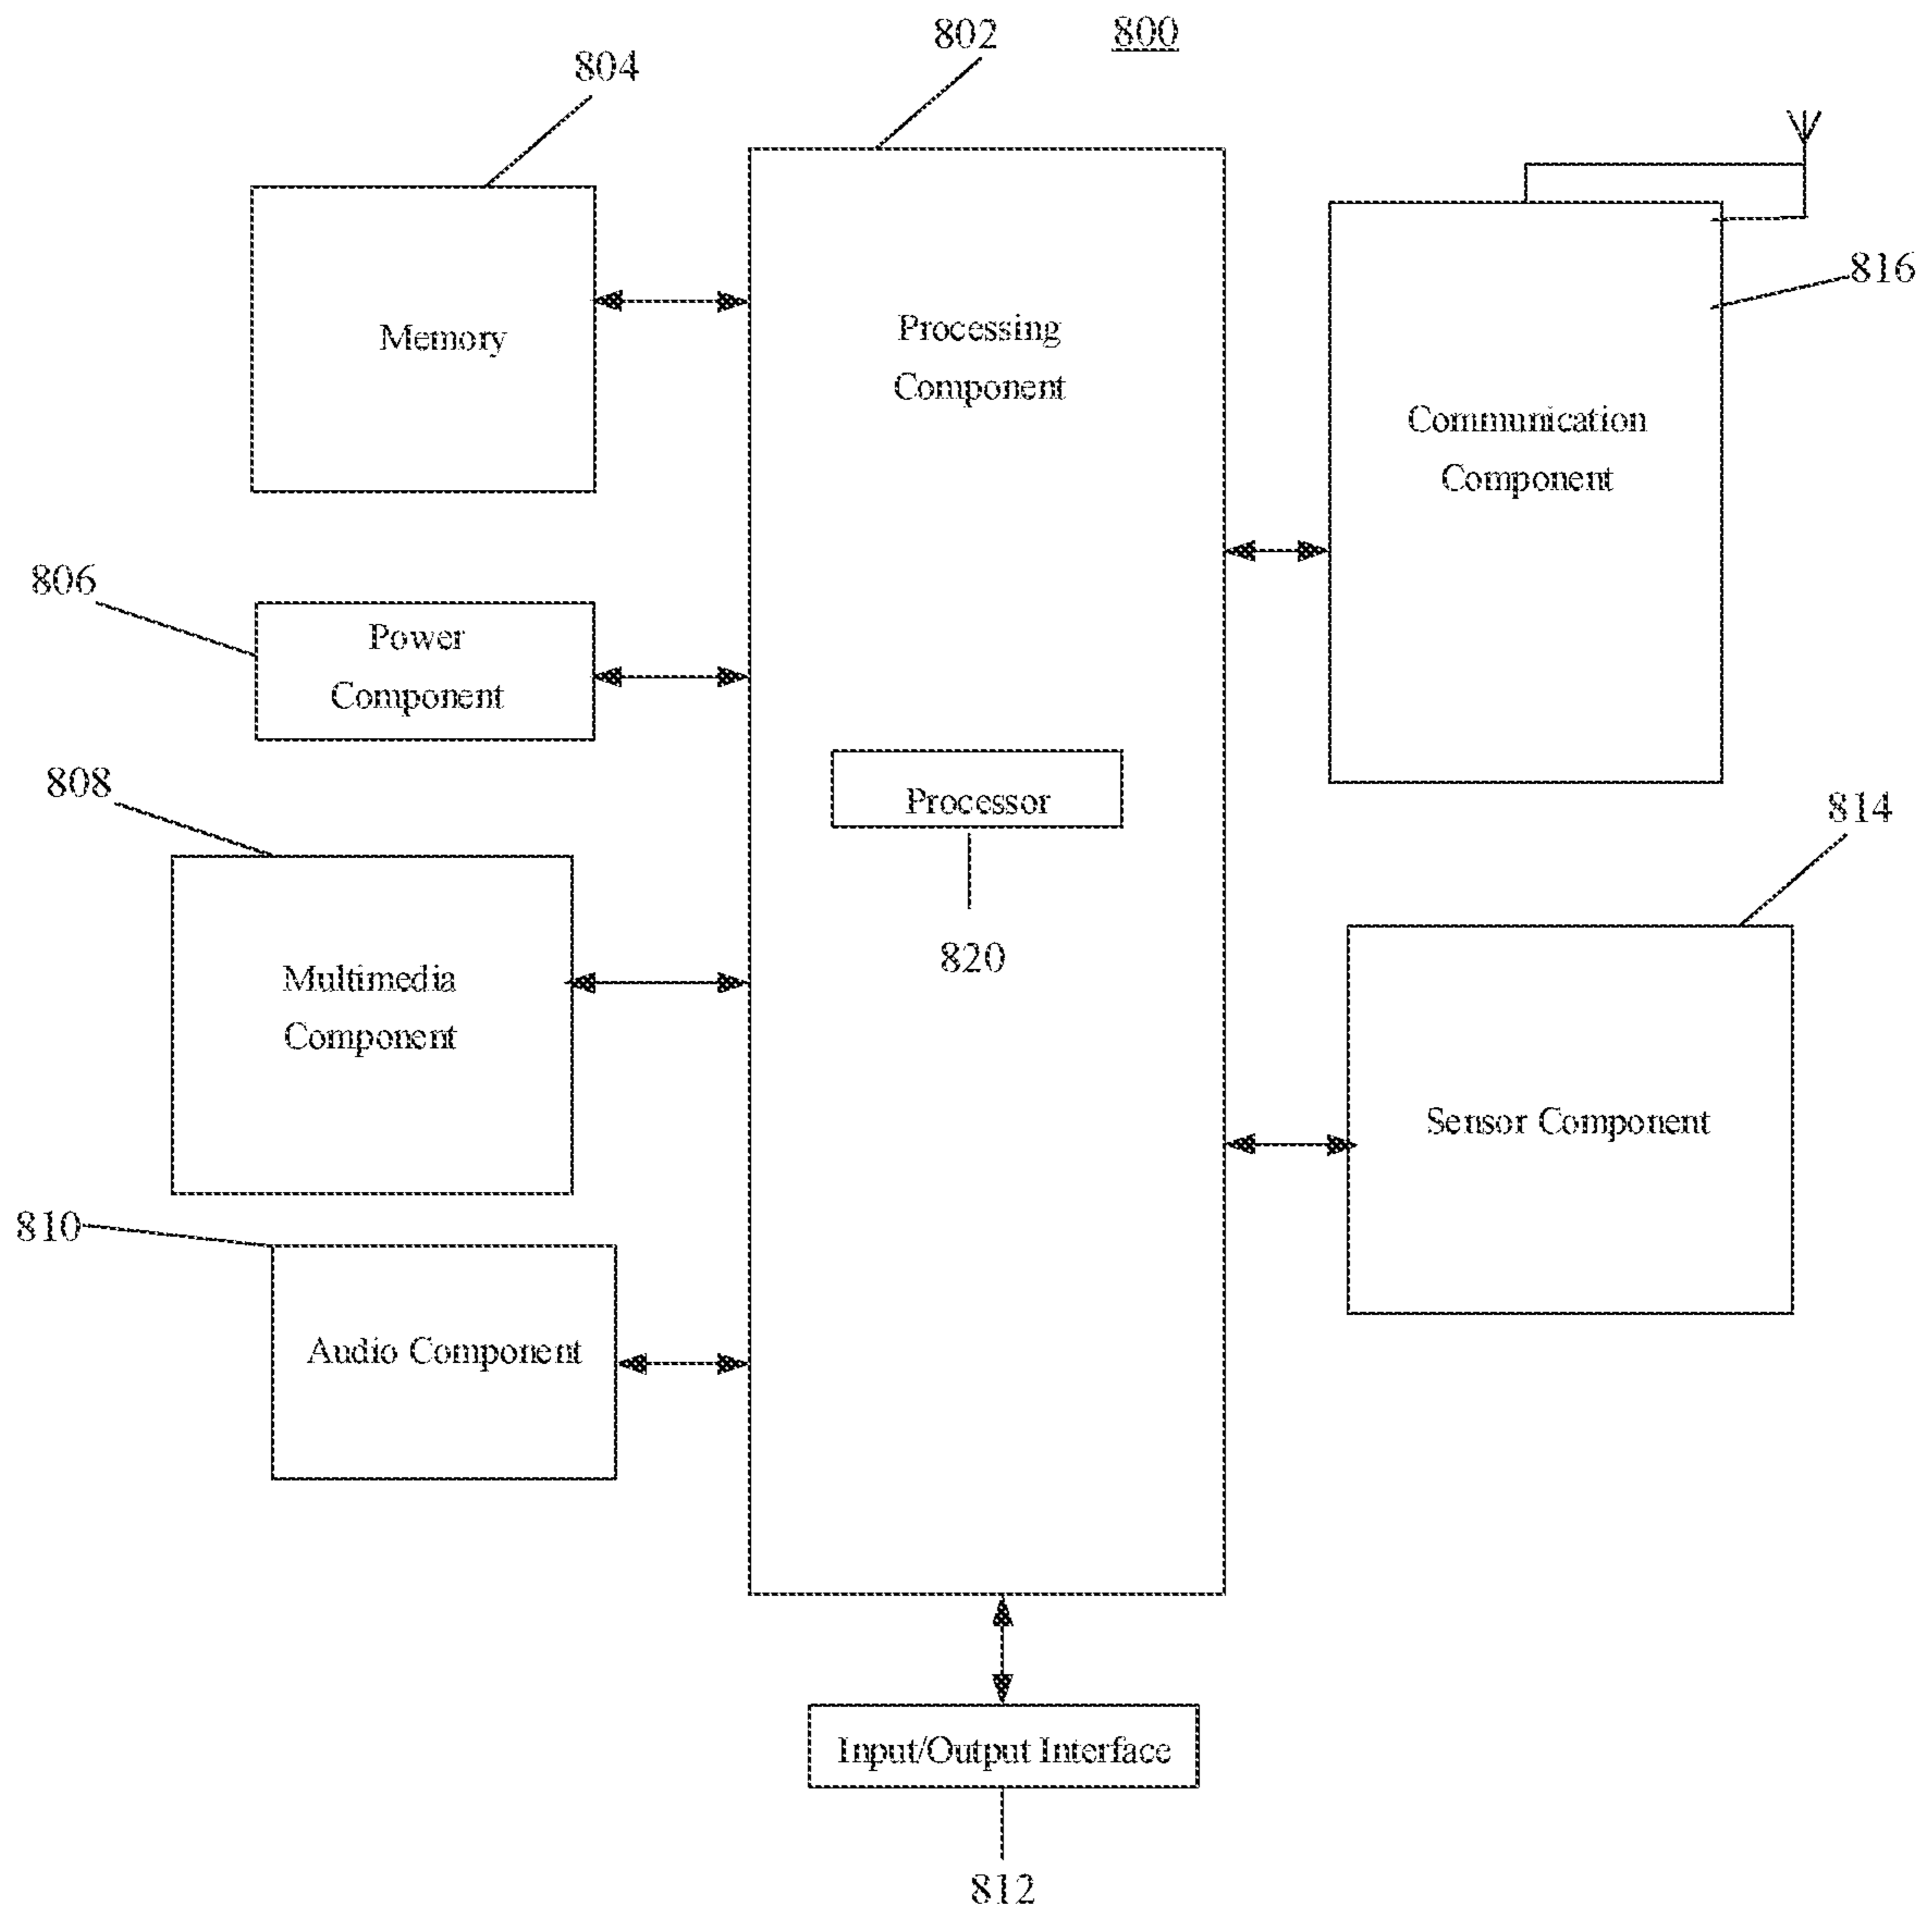 802
800
804
816
Memory
Processing
Component
Communication
Component
806
Power
Component
808
Processor
814
820
Multimedia
Component
Sensor Component
810
Audio Component
Input/Output Interface
812